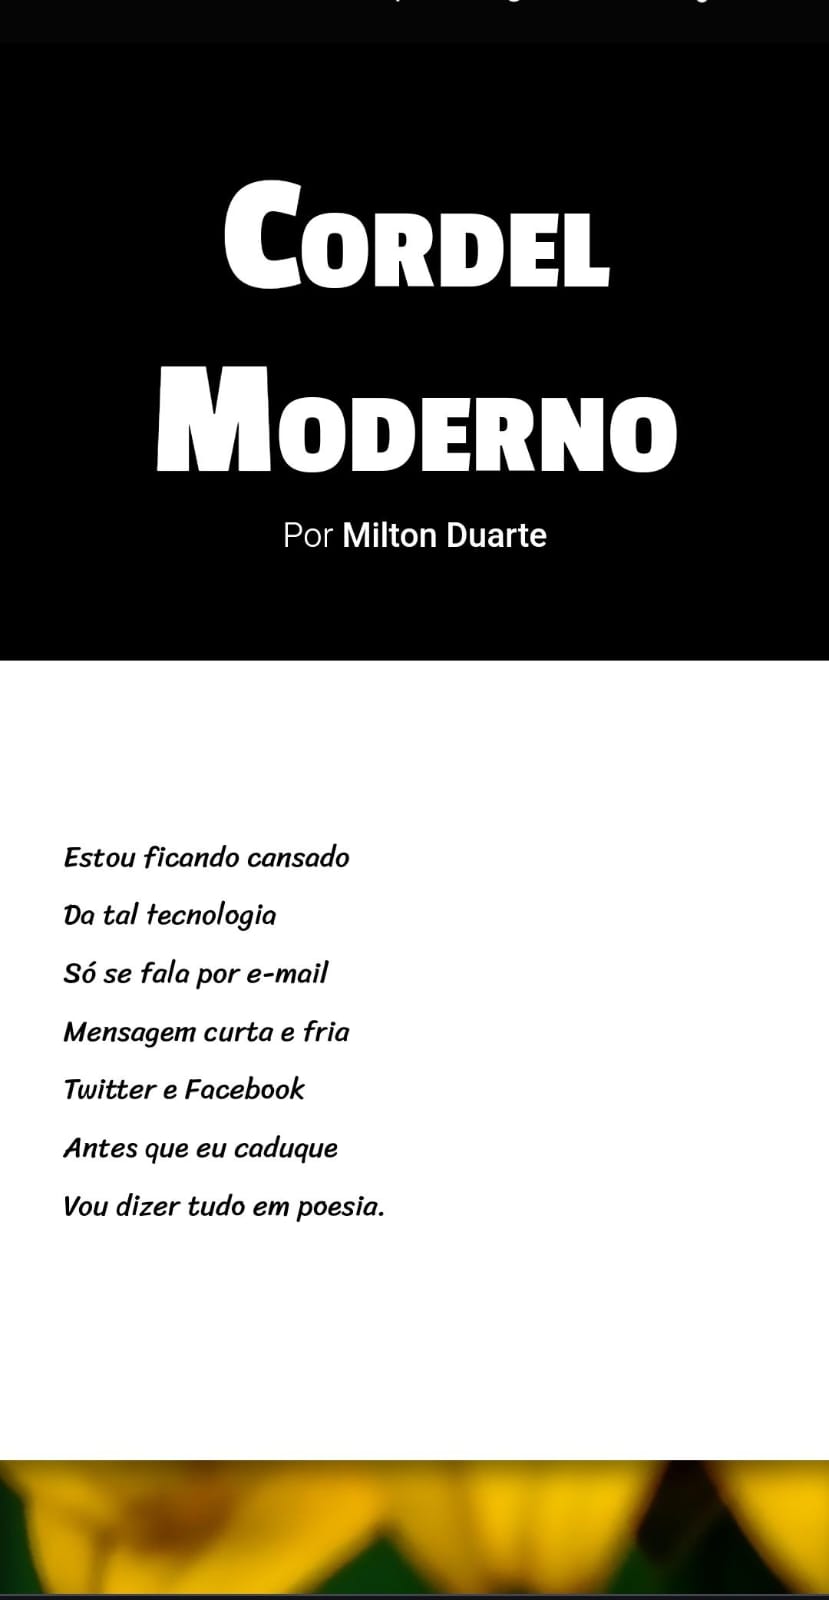 Cordel
Moderno
Por Milton Duarte
Estou ficando cansado
Da tal tecnologia
Só se fala por e-mail
Mensagem curta e fria
Twitter e Facebook
Antes que eu caduque
Vou dizer tudo em poesia.